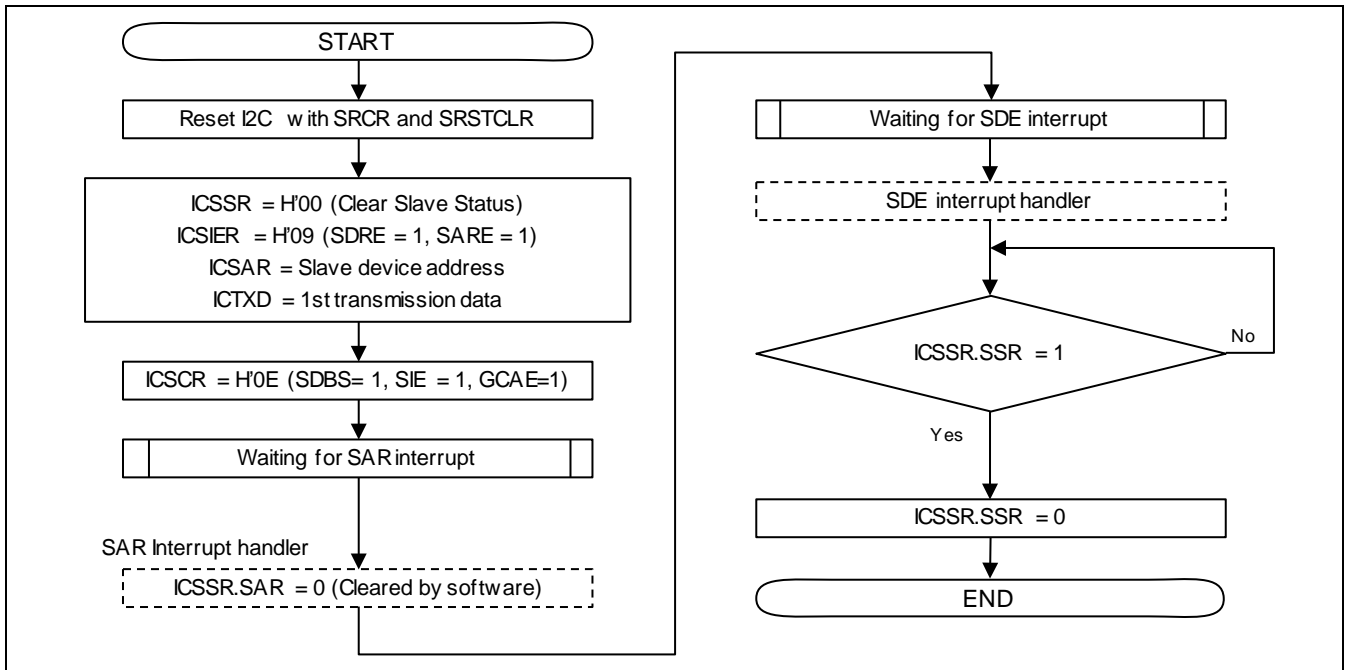 START
Reset I2C with SRCR and SRSTCLR
ICSSR = H'00 (Clear Slave Status)
ICSIER = H'09 (SDRE = 1, SARE = 1)
ICSAR = Slave device address
ICTXD = 1st transmission data
ICSCR = H'0E (SDBS= 1, SIE = 1, GCAE=1)
Waiting for SAR interrupt
SAR Interrupt handler
ICSSR.SAR = 0 (Cleared by software)
Waiting for SDE interrupt
SDE interrupt handler
ICSSR.SSR = 1
No
Yes
ICSSR.SSR = 0
END